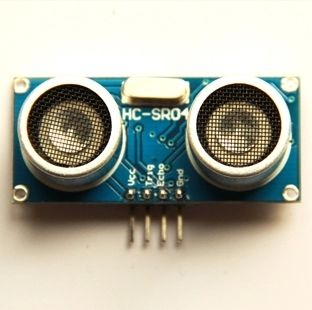 HC-SR04
Vcc
Trig
Echo
Gnd